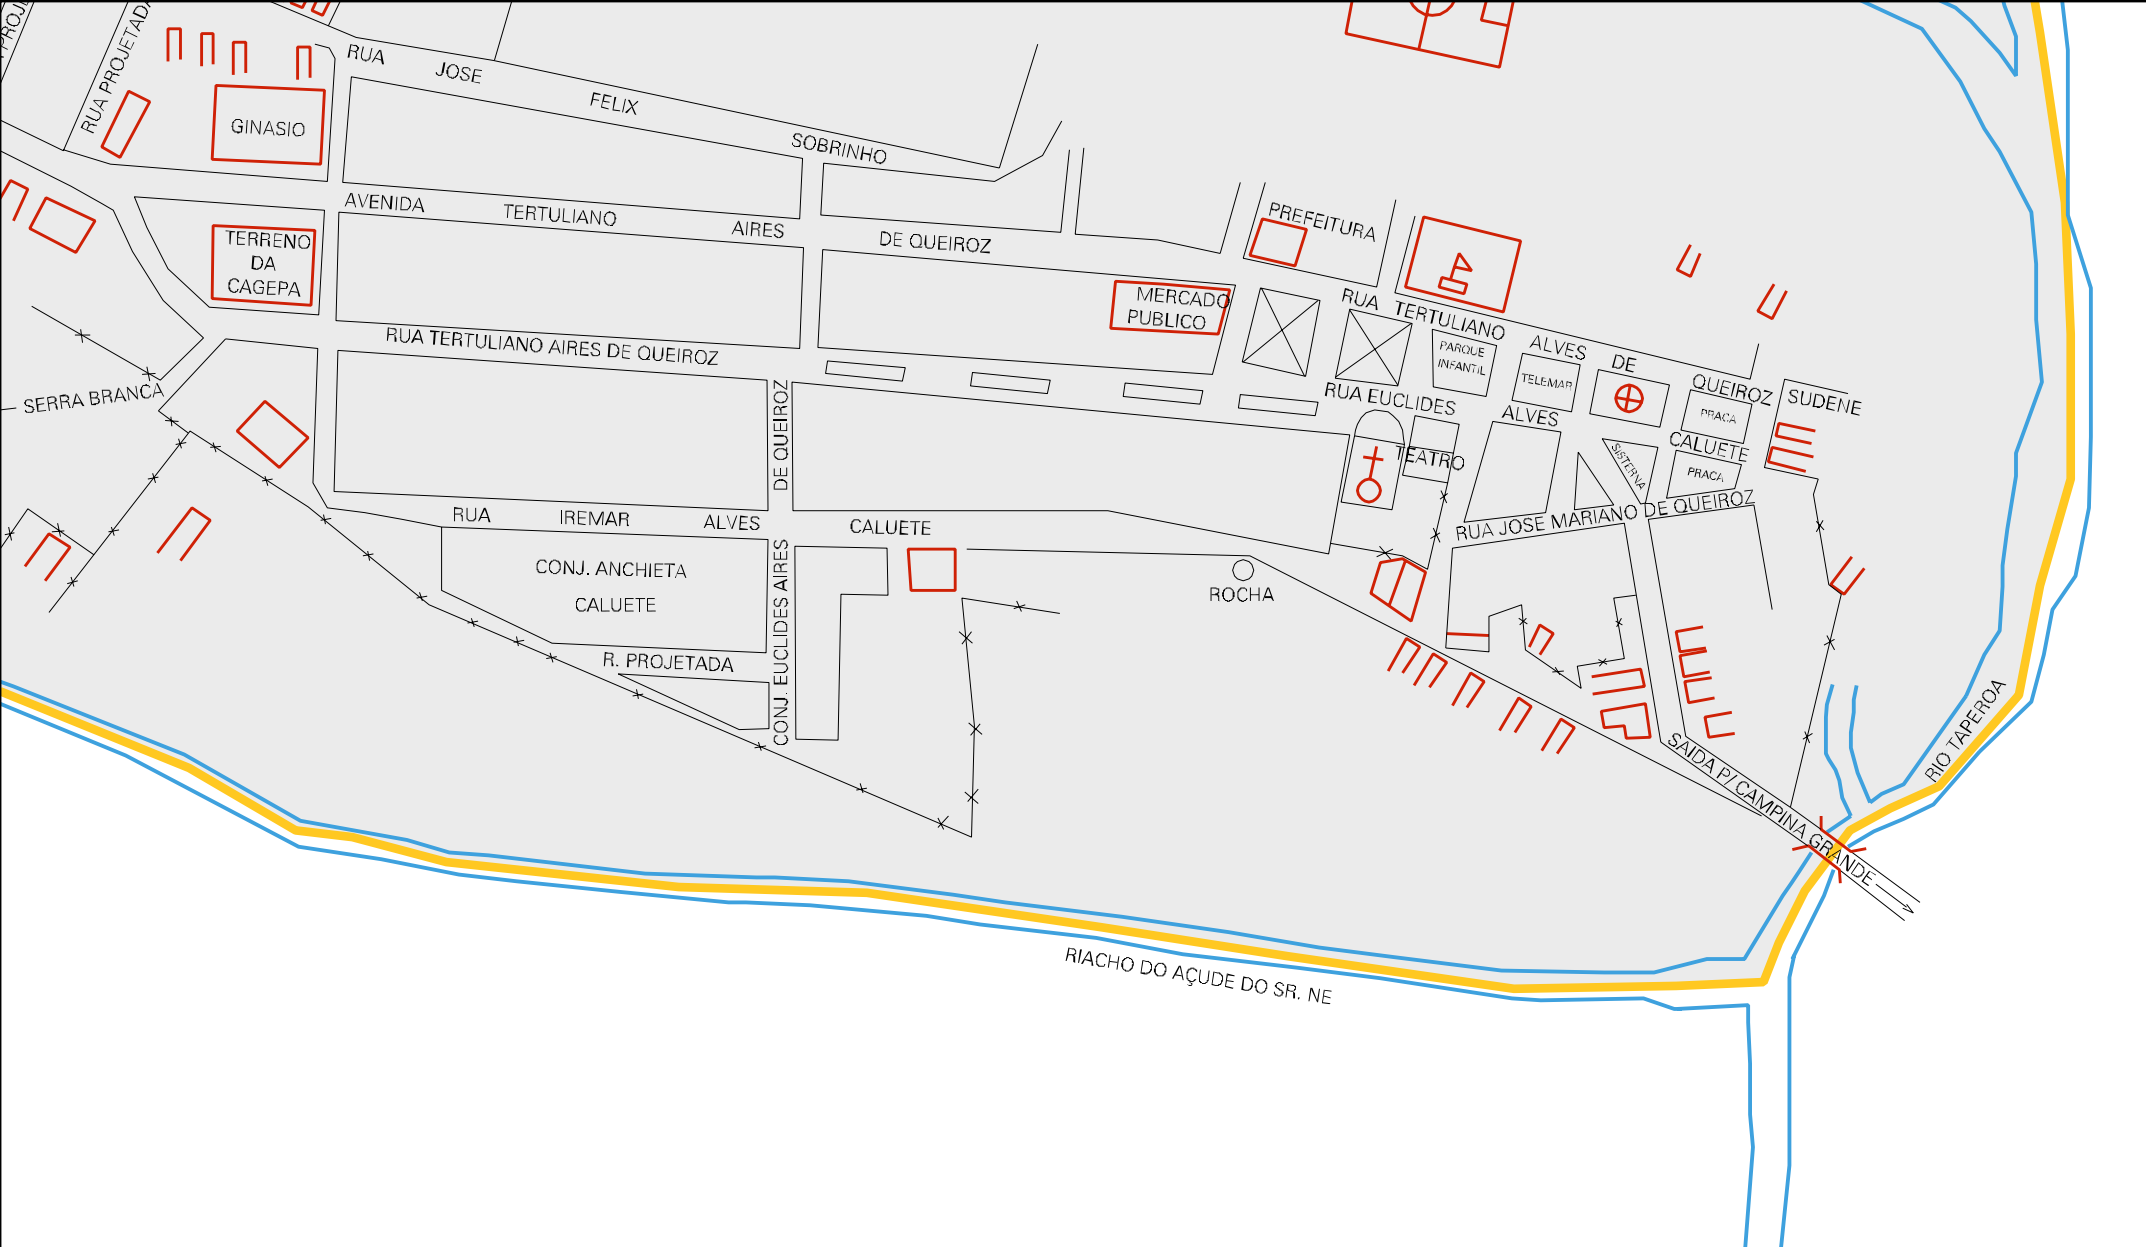 PROJE
RUA PROJETADA
RUA JOSE FELIX SOBRINHO
GINASIO
AVENIDA TERTULIANO AIRES DE QUEIROZ
TERRENO
DA
CAGEPA
PREFEITURA
MERCADO
PUBLICO
RUA TERTULIANO ALVES DE QUEIROZ
RUA TERTULIANO AIRES DE QUEIROZ
PARQUE
INFANTIL
TELEMAR
PRACA
SUDENE
SERRA BRANCA
RUA EUCLIDES ALVES CALUETE
TEATRO
SISTERNA
PRACA
RUA JOSE MARIANO DE QUEIROZ
RUA IREMAR ALVES CALUETE
CONJ. EUCLIDES AIRES DE QUEIROZ
CONJ. ANCHIETA
CALUETE
ROCHA
R. PROJETADA
SAIDA P/ CAMPINA GRANDE
RIO TAPEROA
RIACHO DO AÇUDE DO SR. NE